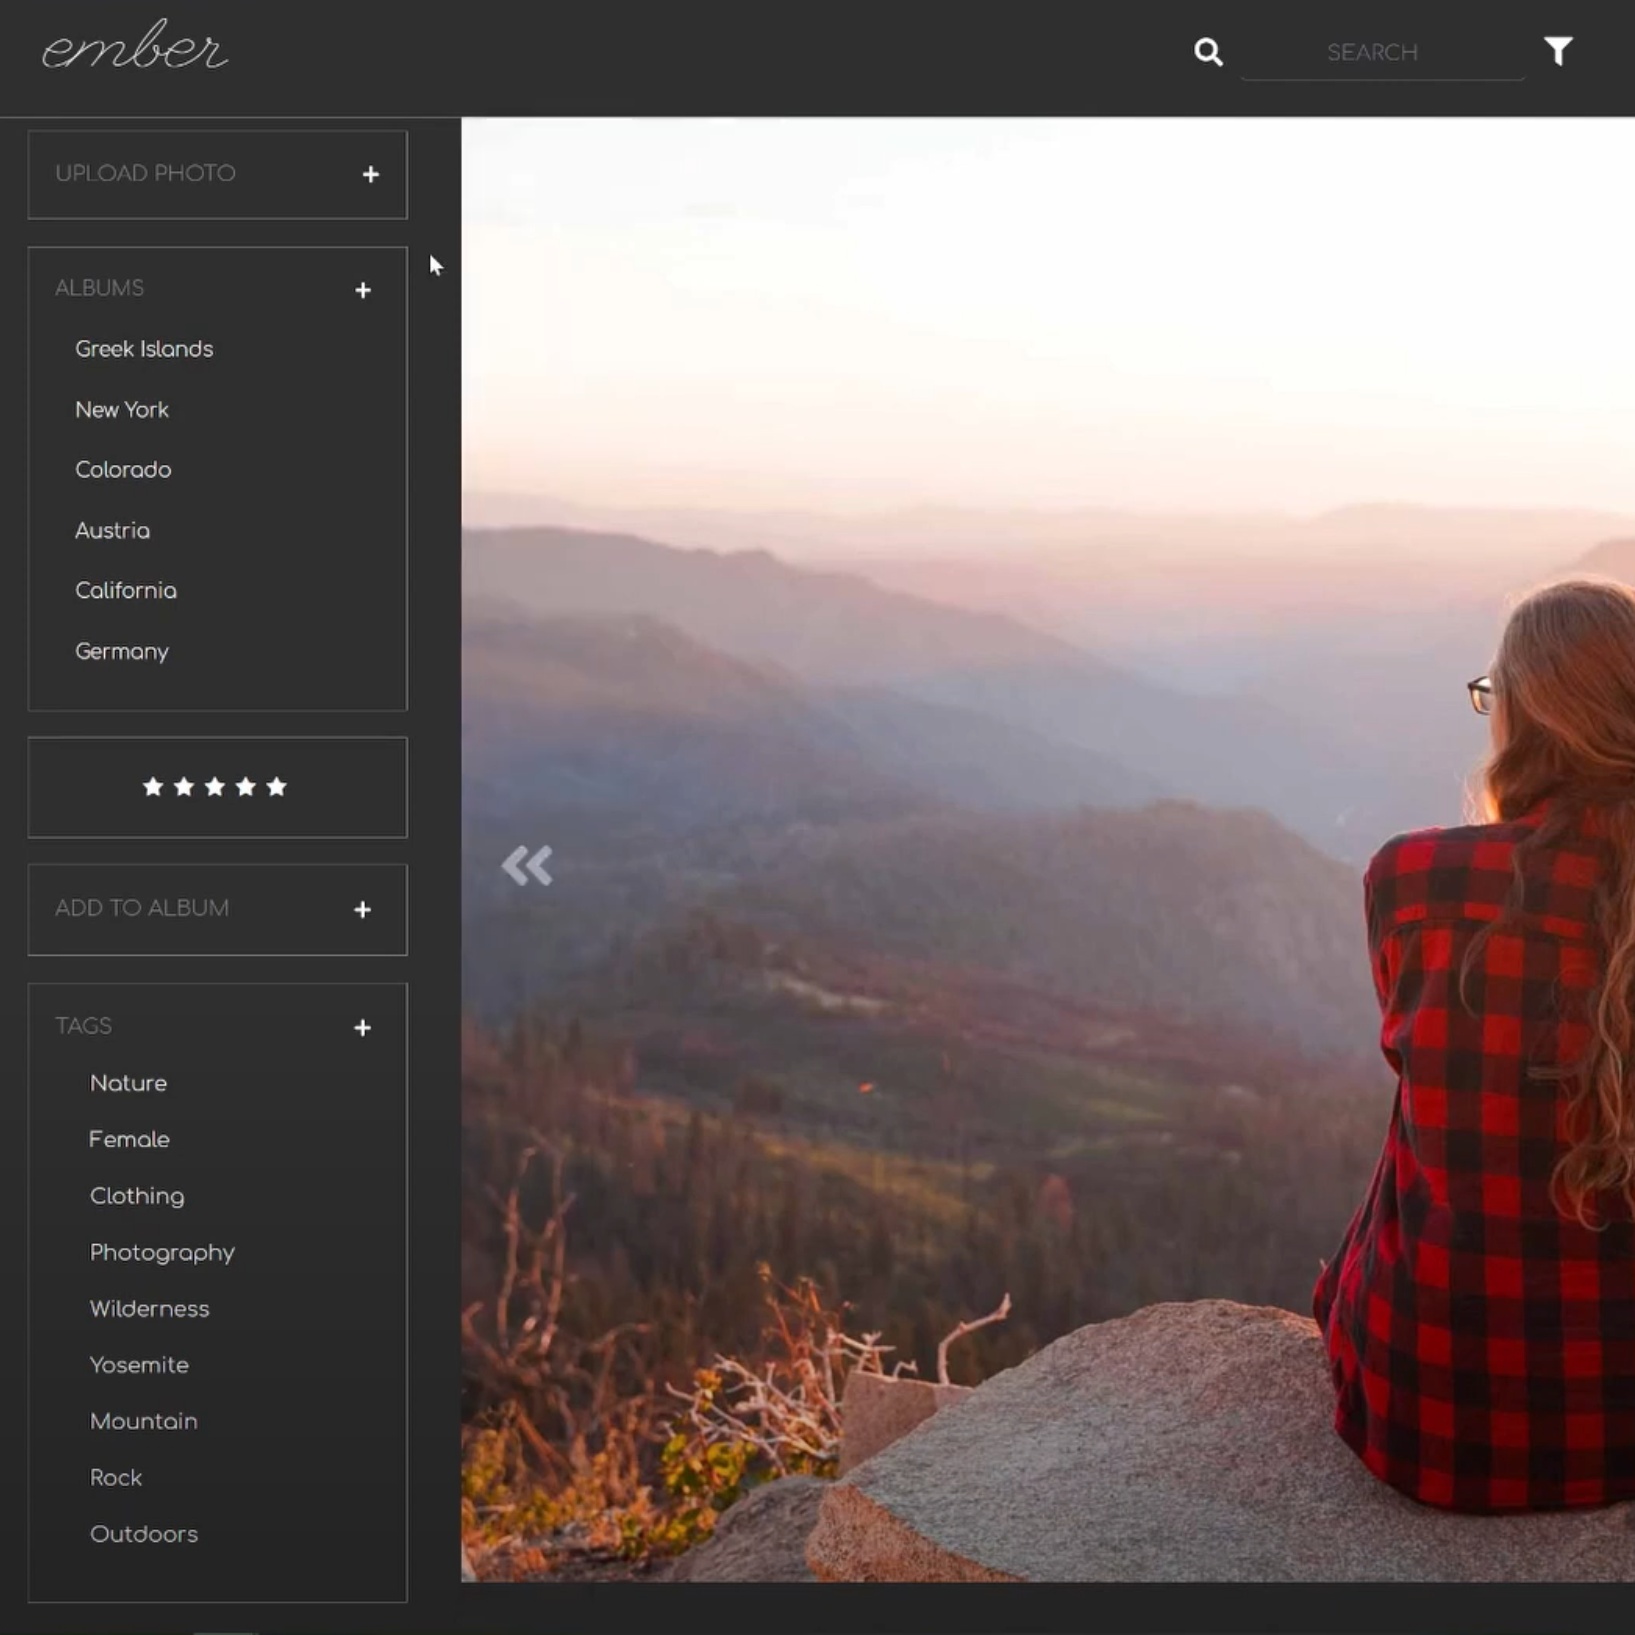 ember
SEARCH
UPLOAD PHOTO
ALBUMS
Greek Islands
New York
Colorado
Austria
California
Germany
ADD TO ALBUM
TAGS
Nature
Female
Clothing
Photography
Wilderness
Yosemite
Mountain
Rock
Outdoors